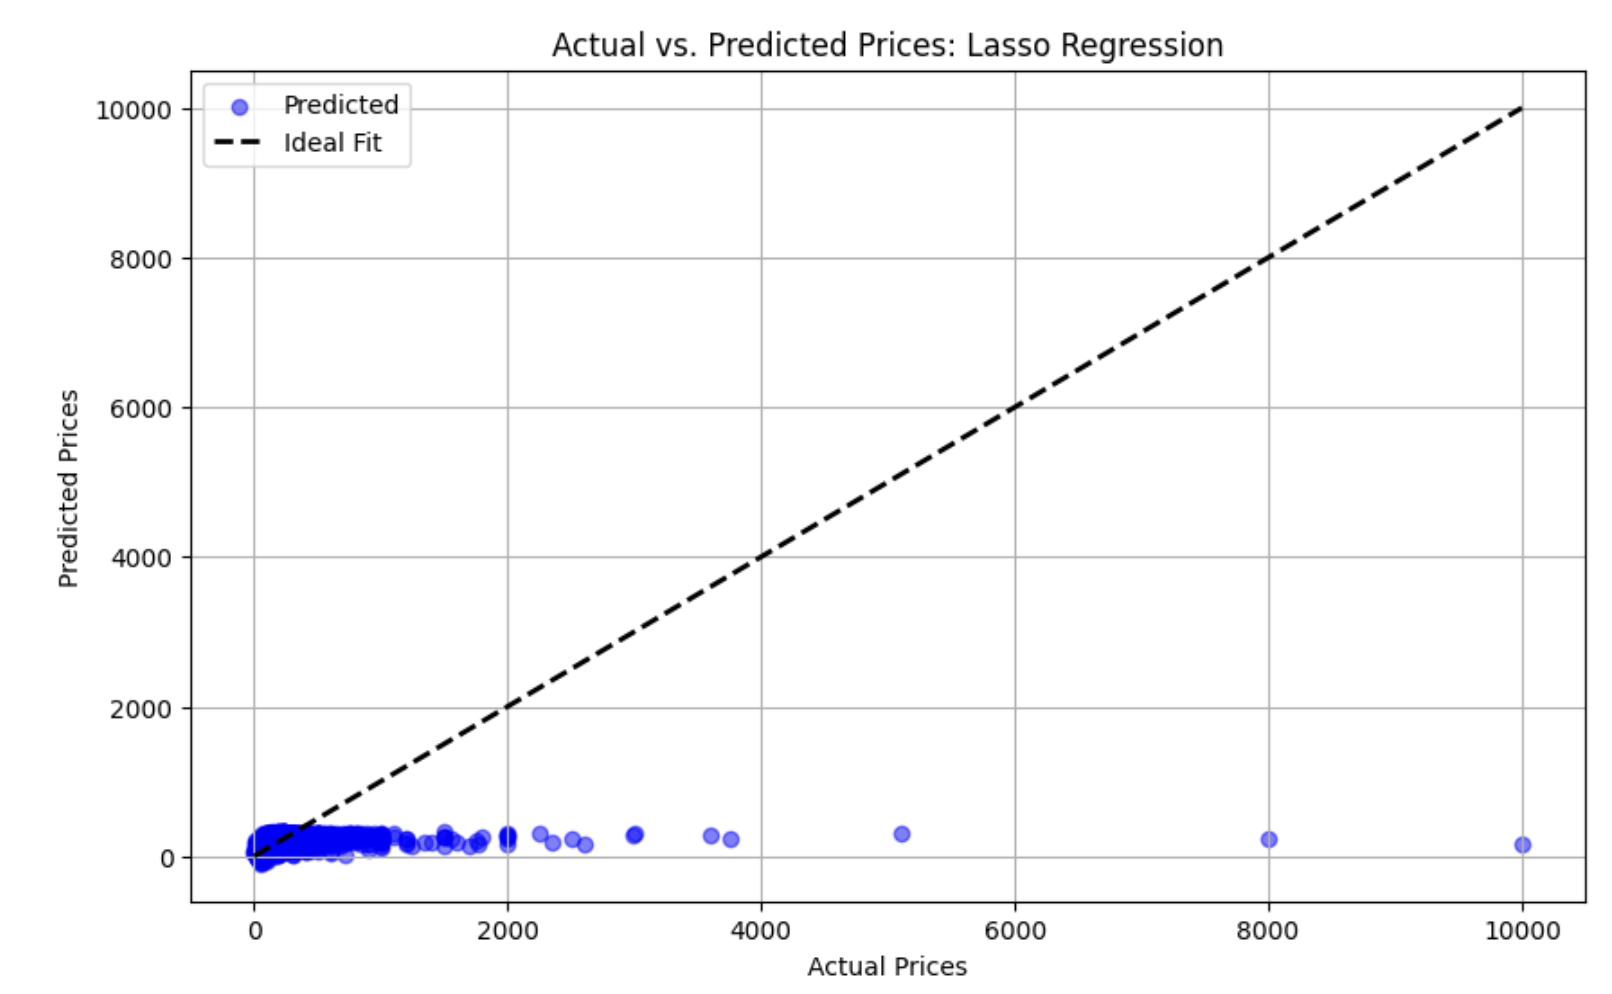 Actual vs. Predicted Prices: Lasso Regression
Predicted
Ideal Fit
10000
8000
6000
4000
2000
0
Predicted Prices
0 2000 4000 6000 8000 10000
Actual Prices